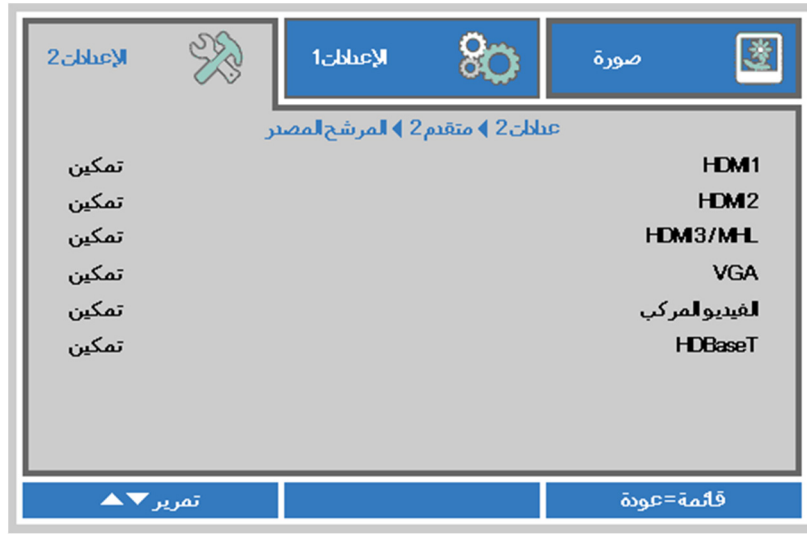 صورة
الإعدادات1
الإعدادات2
عدادات2 ◀ متقدم2 ◀ المرشح المصدر
HDMI1 تمكين
HDMI2 تمكين
HDMI3/MHL تمكين
VGA تمكين
الفيديو المركب تمكين
HDBaseT تمكين
قائمة=عودة
تمرير ▼▲